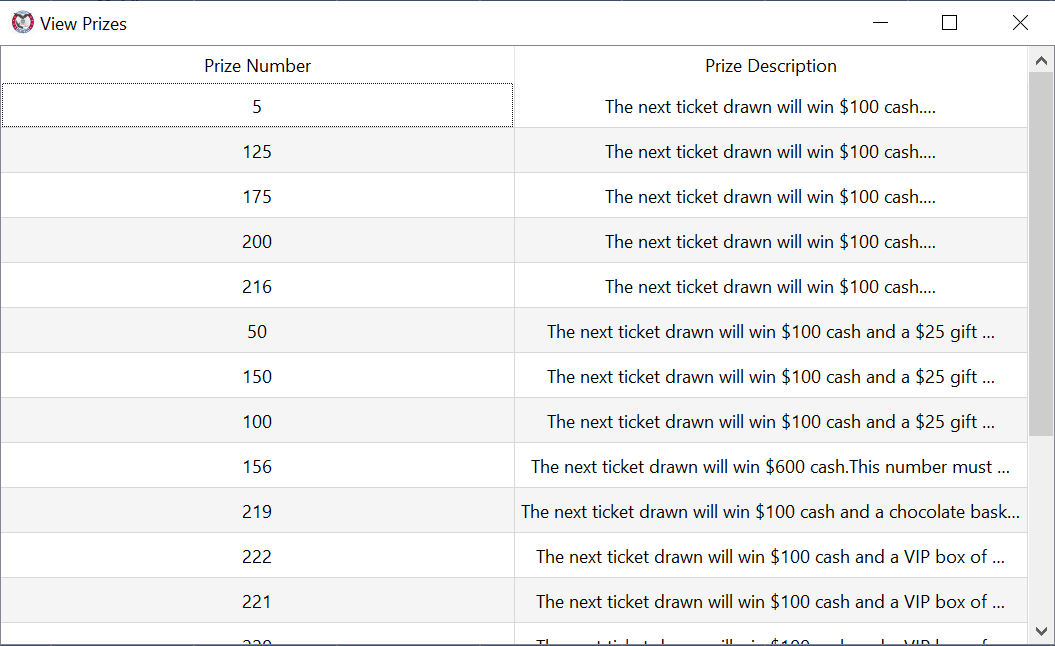 View Prizes
Prize Number Prize Description
5 The next ticket drawn will win $100 cash....
125 The next ticket drawn will win $100 cash....
175 The next ticket drawn will win $100 cash....
200 The next ticket drawn will win $100 cash....
216 The next ticket drawn will win $100 cash....
50 The next ticket drawn will win $100 cash and a $25 gift ...
150 The next ticket drawn will win $100 cash and a $25 gift ...
100 The next ticket drawn will win $100 cash and a $25 gift ...
156 The next ticket drawn will win $600 cash.This number must ...
219 The next ticket drawn will win $100 cash and a chocolate bask...
222 The next ticket drawn will win $100 cash and a VIP box of ...
221 The next ticket drawn will win $100 cash and a VIP box of ...